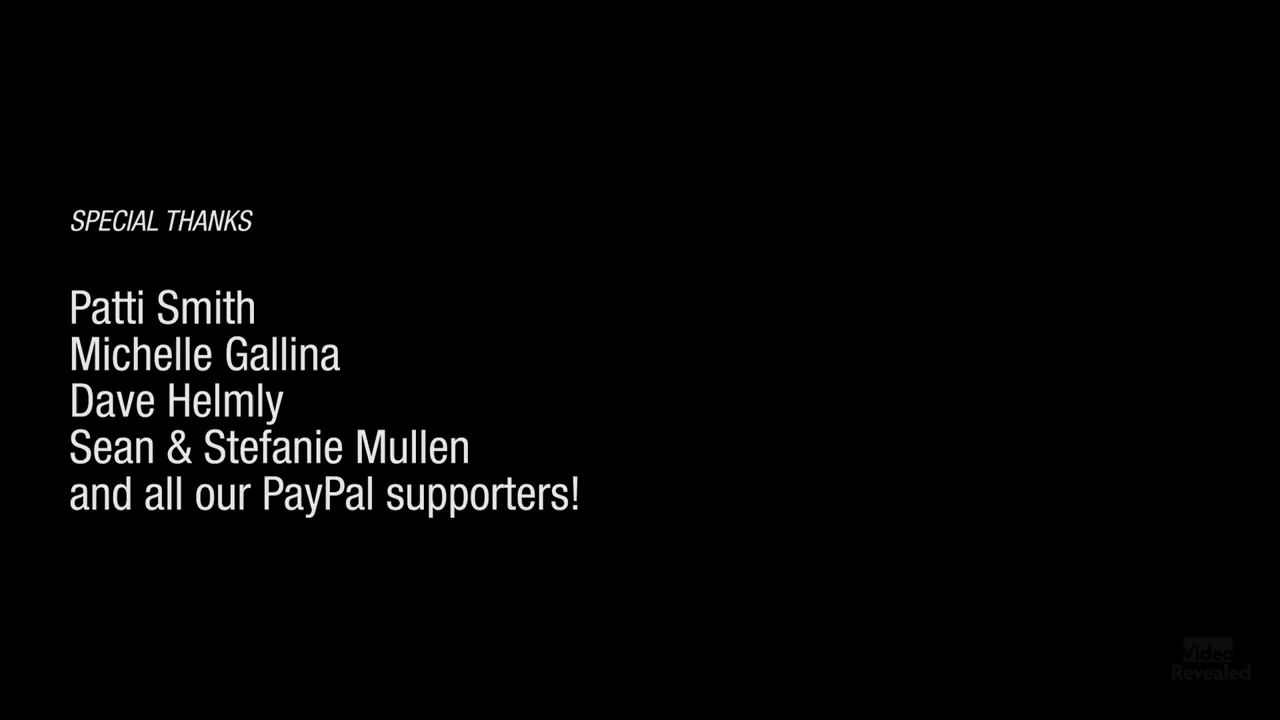 SPECIAL THANKS
Patti Smith
Michelle Gallina
Dave Helmly
Sean & Stefanie Mullen
and all our PayPal supporters!
Video
Revealed